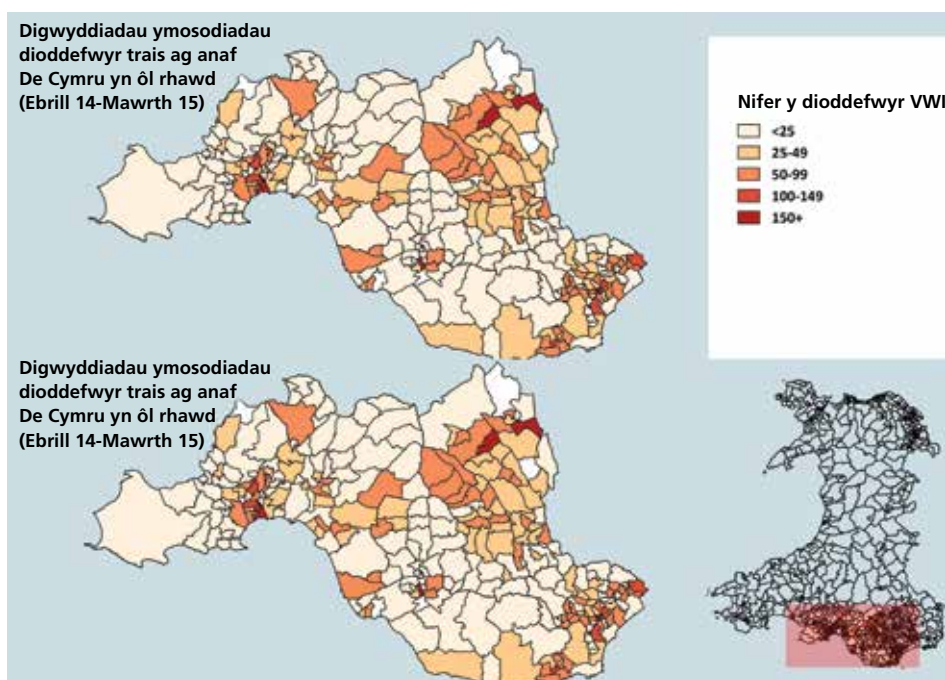 Digwyddiadau ymosodiadau
dioddefwyr trais ag anaf
De Cymru yn ôl rhawd
(Ebrill 14-Mawrth 15)
Nifer y dioddefwyr VWI
<25
25-49
50-99
100-149
150+
Digwyddiadau ymosodiadau
dioddefwyr trais ag anaf
De Cymru yn ôl rhawd
(Ebrill 14-Mawrth 15)